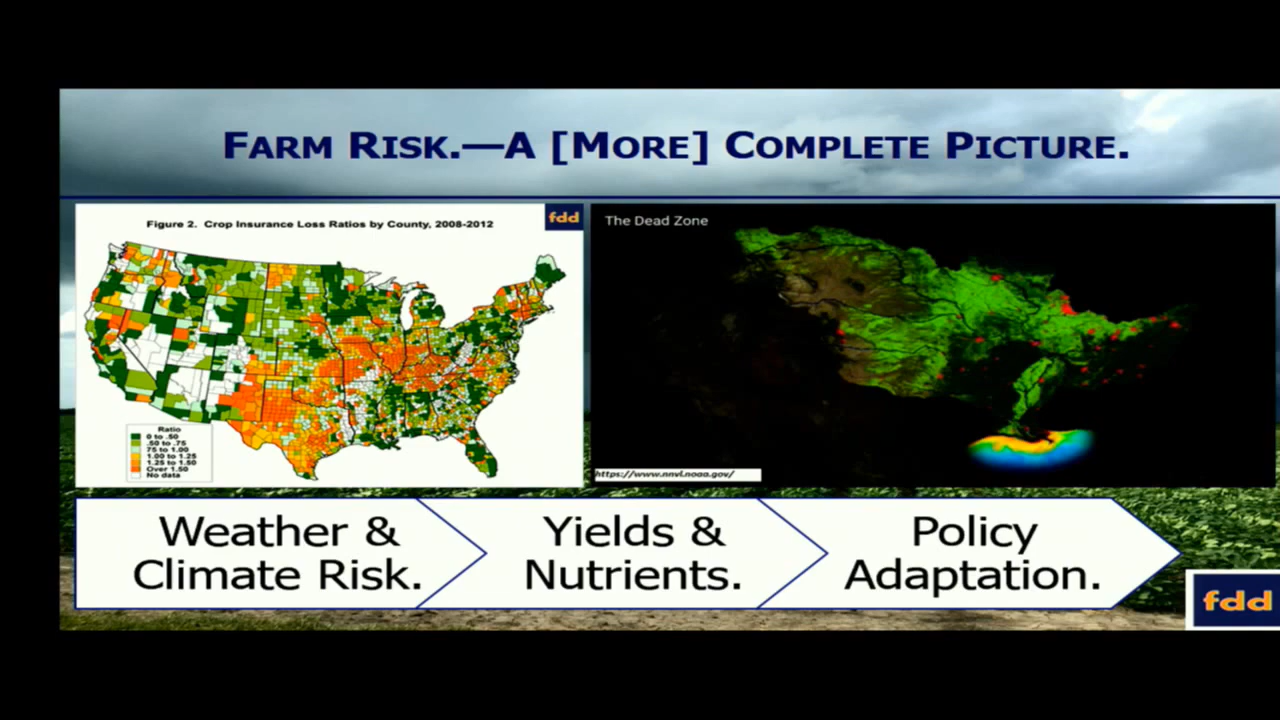 FARM RISK.—A [MORE] COMPLETE PICTURE.
Figure 2. Crop Insurance Loss Ratios by County, 2008-2012
fdd
Ratio
0 to .50
.50 to .75
.75 to 1.00
1.00 to 1.25
1.25 to 1.50
Over 1.50
No data
The Dead Zone
https://www.nnvl.noaa.gov/
Weather &
Climate Risk.
Yields &
Nutrients.
Policy
Adaptation.
fdd